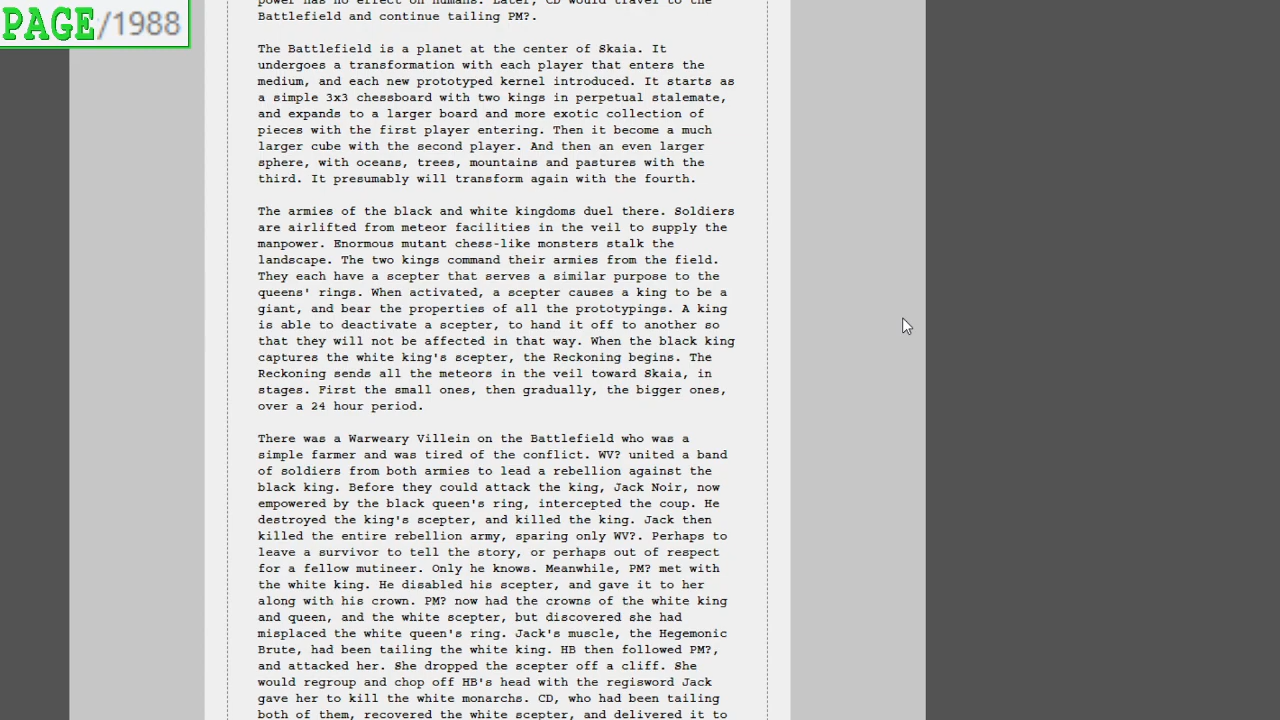 PAGE/1988
power has no effect on humans. Later, CD would travel to the
Battlefield and continue tailing PM?.
The Battlefield is a planet at the center of Skaia. It
undergoes a transformation with each player that enters the
medium, and each new prototyped kernel introduced. It starts as
a simple 3x3 chessboard with two kings in perpetual stalemate,
and expands to a larger board and more exotic collection of
pieces with the first player entering. Then it become a much
larger cube with the second player. And then an even larger
sphere, with oceans, trees, mountains and pastures with the
third. It presumably will transform again with the fourth.
The armies of the black and white kingdoms duel there. Soldiers
are airlifted from meteor facilities in the veil to supply the
manpower. Enormous mutant chess-like monsters stalk the
landscape. The two kings command their armies from the field.
They each have a scepter that serves a similar purpose to the
queens' rings. When activated, a scepter causes a king to be a
giant, and bear the properties of all the prototypings. A king
is able to deactivate a scepter, to hand it off to another so
that they will not be affected in that way. When the black king
captures the white king's scepter, the Reckoning begins. The
Reckoning sends all the meteors in the veil toward Skaia, in
stages. First the small ones, then gradually, the bigger ones,
over a 24 hour period.
There was a Warweary Villein on the Battlefield who was a
simple farmer and was tired of the conflict. WV? united a band
of soldiers from both armies to lead a rebellion against the
black king. Before they could attack the king, Jack Noir, now
empowered by the black queen's ring, intercepted the coup. He
destroyed the king's scepter, and killed the king. Jack then
killed the entire rebellion army, sparing only WV?. Perhaps to
leave a survivor to tell the story, or perhaps out of respect
for a fellow mutineer. Only he knows. Meanwhile, PM? met with
the white king. He disabled his scepter, and gave it to her
along with his crown. PM? now had the crowns of the white king
and queen, and the white scepter, but discovered she had
misplaced the white queen's ring. Jack's muscle, the Hegemonic
Brute, had been tailing the white king. HB then followed PM?,
and attacked her. She dropped the scepter off a cliff. She
would regroup and chop off HB's head with the regisword Jack
gave her to kill the white monarchs. CD, who had been tailing
both of them, recovered the white scepter, and delivered it to